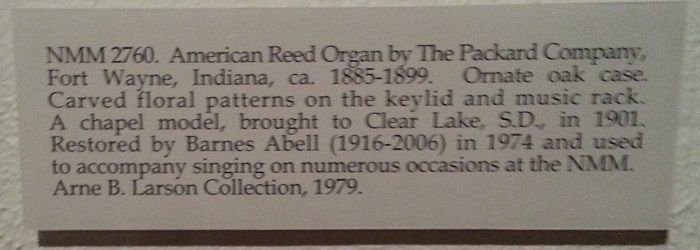 NMM 2760. American Reed Organ by The Packard Company,
Fort Wayne, Indiana, ca. 1885-1899. Ornate oak case.
Carved floral patterns on the keylid and music rack.
A chapel model, brought to Clear Lake, S.D., in 1901.
Restored by Barnes Abell (1916-2006) in 1974 and used
to accompany singing on numerous occasions at the NMM.
Arne B. Larson Collection, 1979.